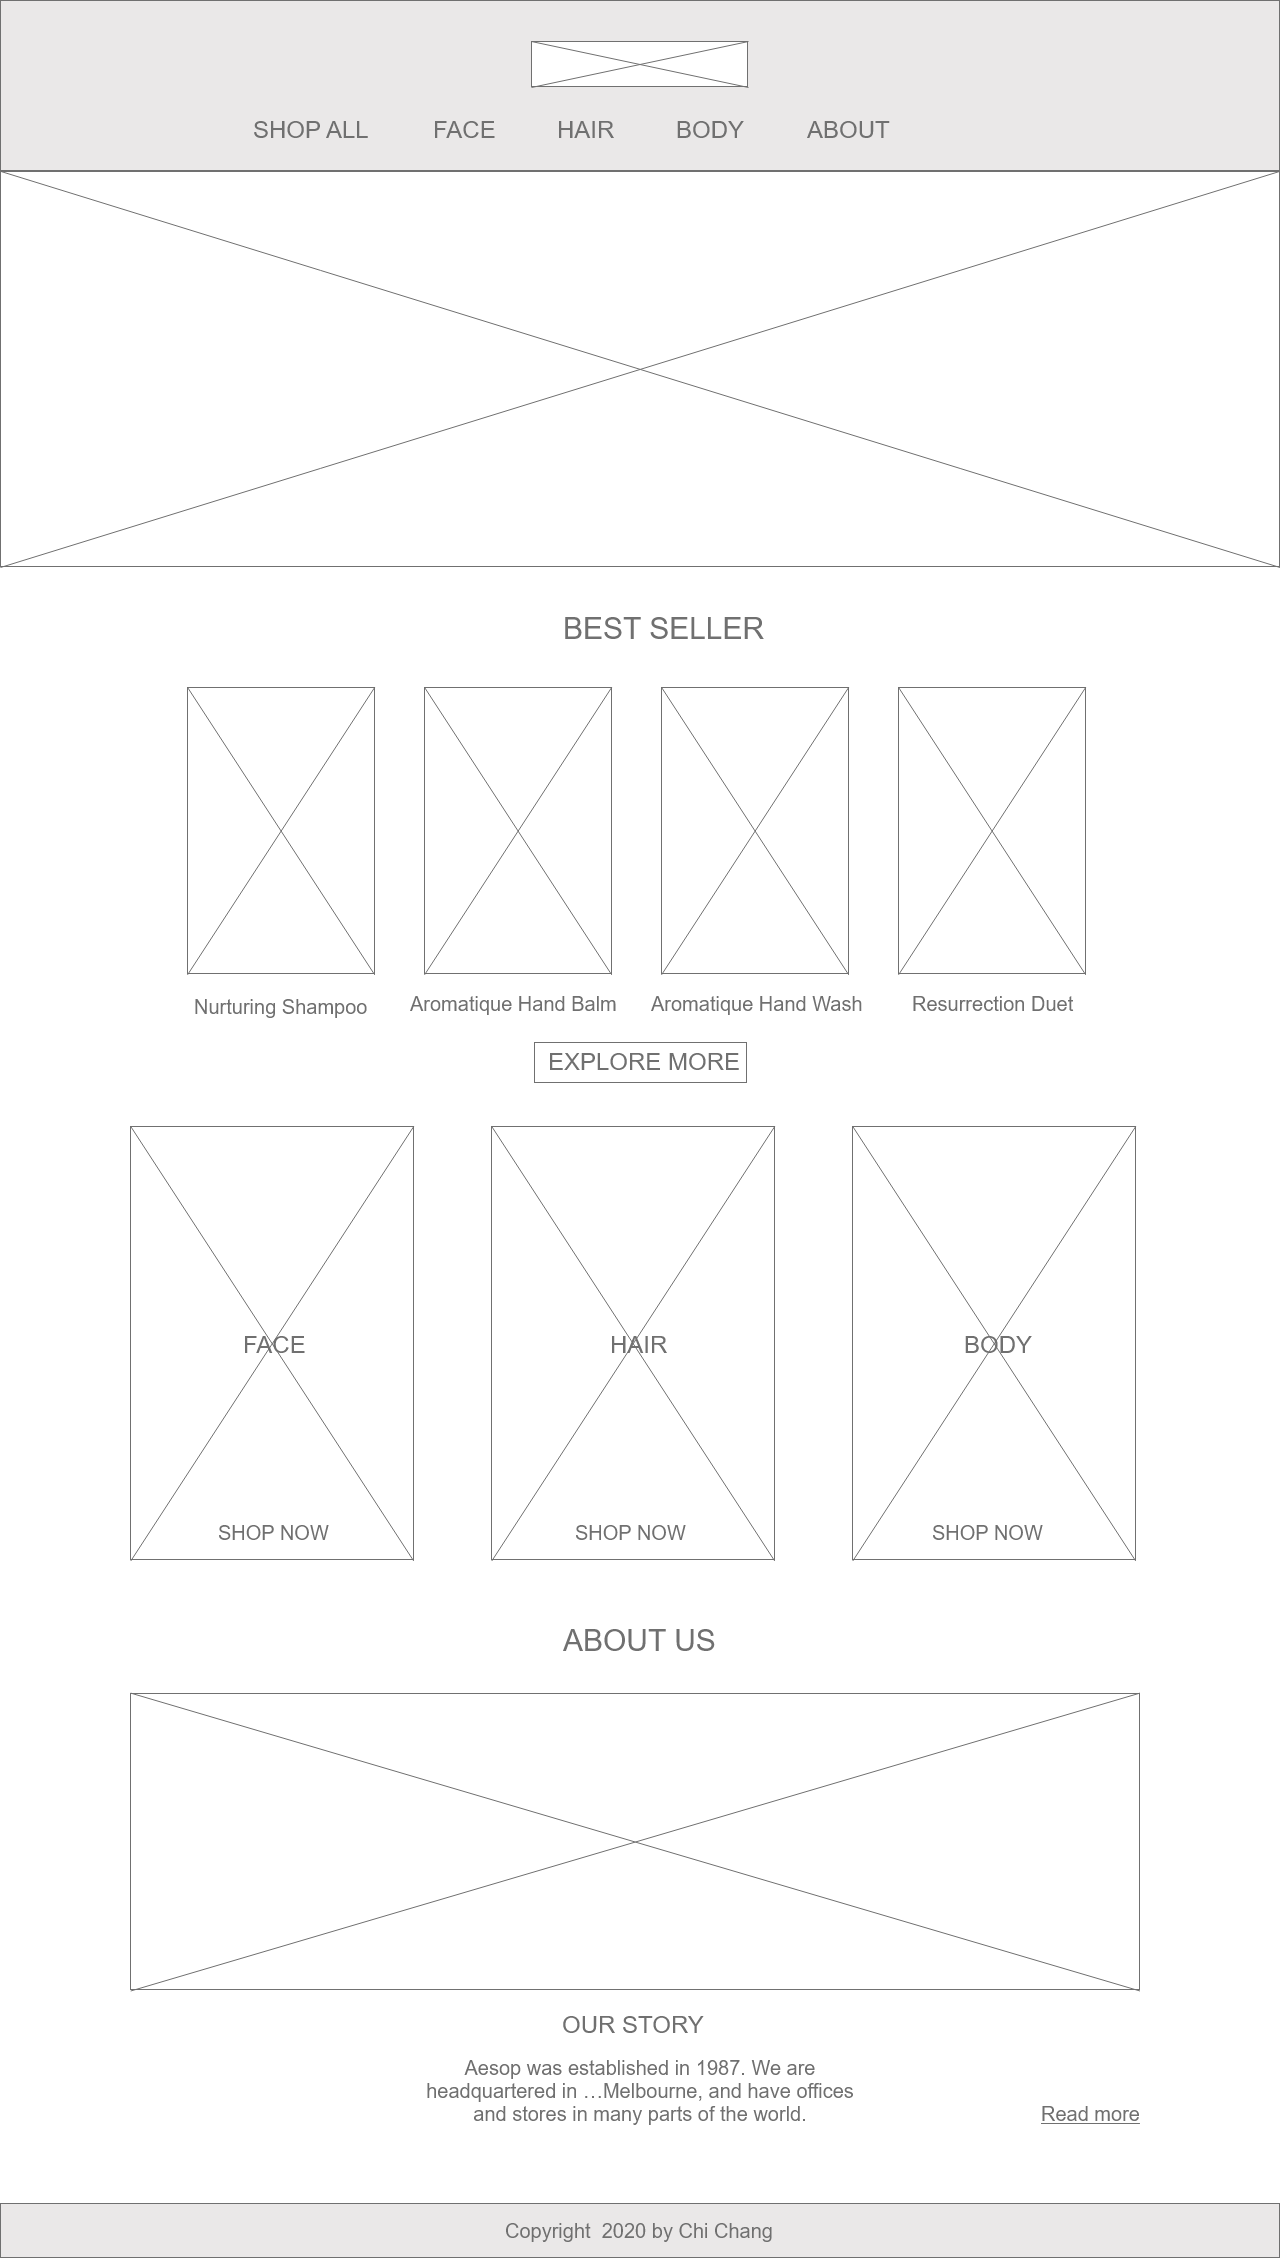 SHOP ALL FACE HAIR BODY ABOUT
BEST SELLER
Nurturing Shampoo Aromatique Hand Balm Aromatique Hand Wash Resurrection Duet
EXPLORE MORE
FACE HAIR BODY
SHOP NOW SHOP NOW SHOP NOW
ABOUT US
OUR STORY
Aesop was established in 1987. We are
headquartered in …Melbourne, and have offices
and stores in many parts of the world.
Read more
Copyright  2020 by Chi Chang